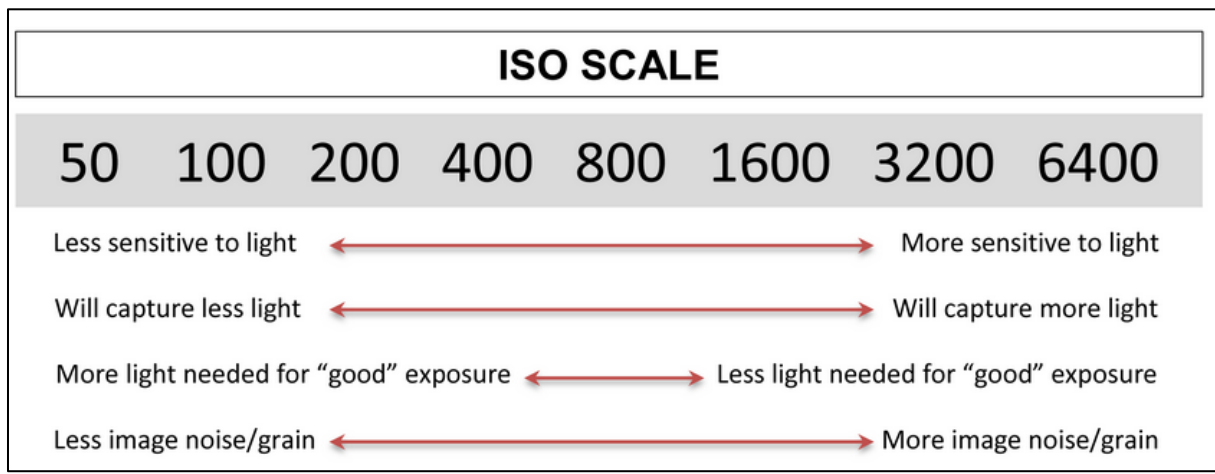 ISO SCALE
50 100 200 400 800 1600 3200 6400
Less sensitive to light More sensitive to light
Will capture less light Will capture more light
More light needed for “good” exposure Less light needed for “good” exposure
Less image noise/grain More image noise/grain